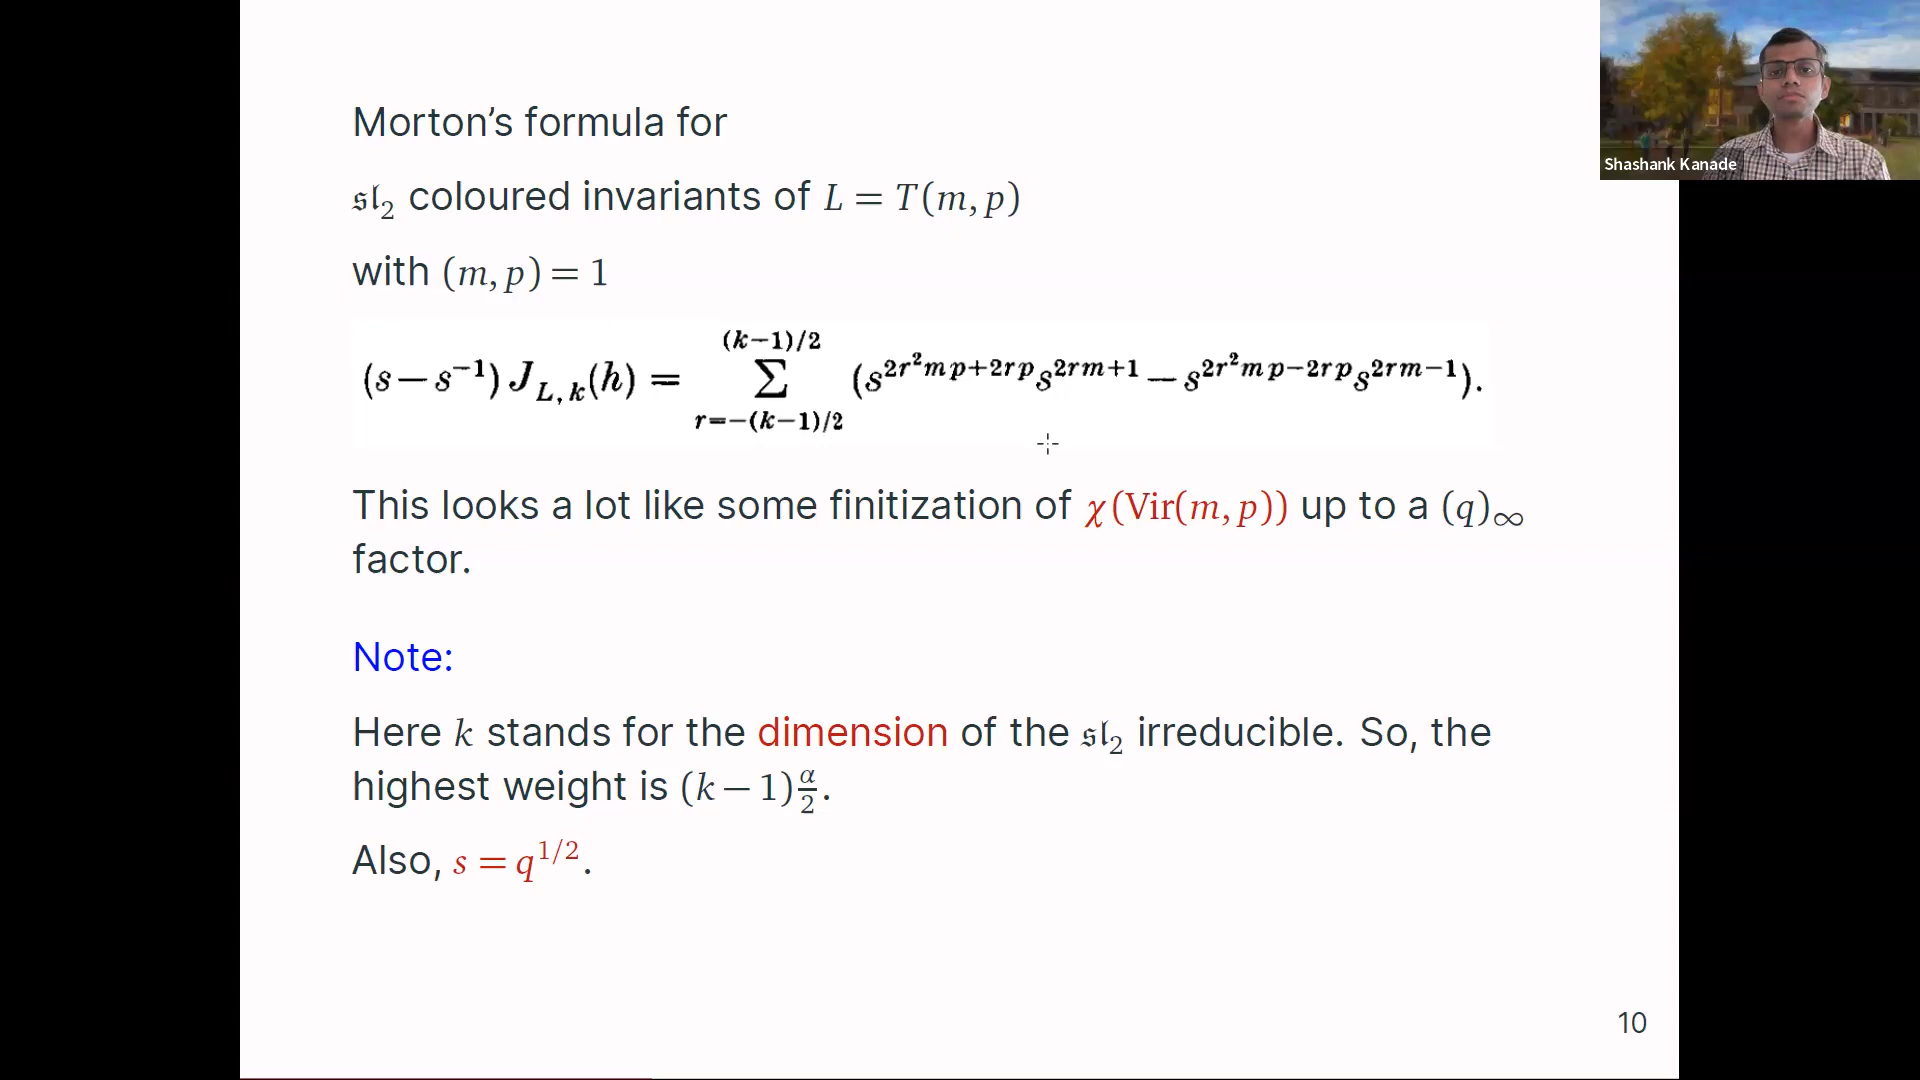 Morton's formula for
𝔰𝔩₂ coloured invariants of L = T(m, p)
with (m, p) = 1
(s − s⁻¹) J_{L, k}(h) = ∑_{r=−(k−1)/2}^{(k−1)/2} (s^{2r²mp+2rp} s^{2rm+1} − s^{2r²mp−2rp} s^{2rm−1}).
This looks a lot like some finitization of χ(Vir(m, p)) up to a (q)_∞
factor.
Note:
Here k stands for the dimension of the 𝔰𝔩₂ irreducible. So, the
highest weight is (k − 1)α/2.
Also, s = q^{1/2}.
10
Shashank Kanade